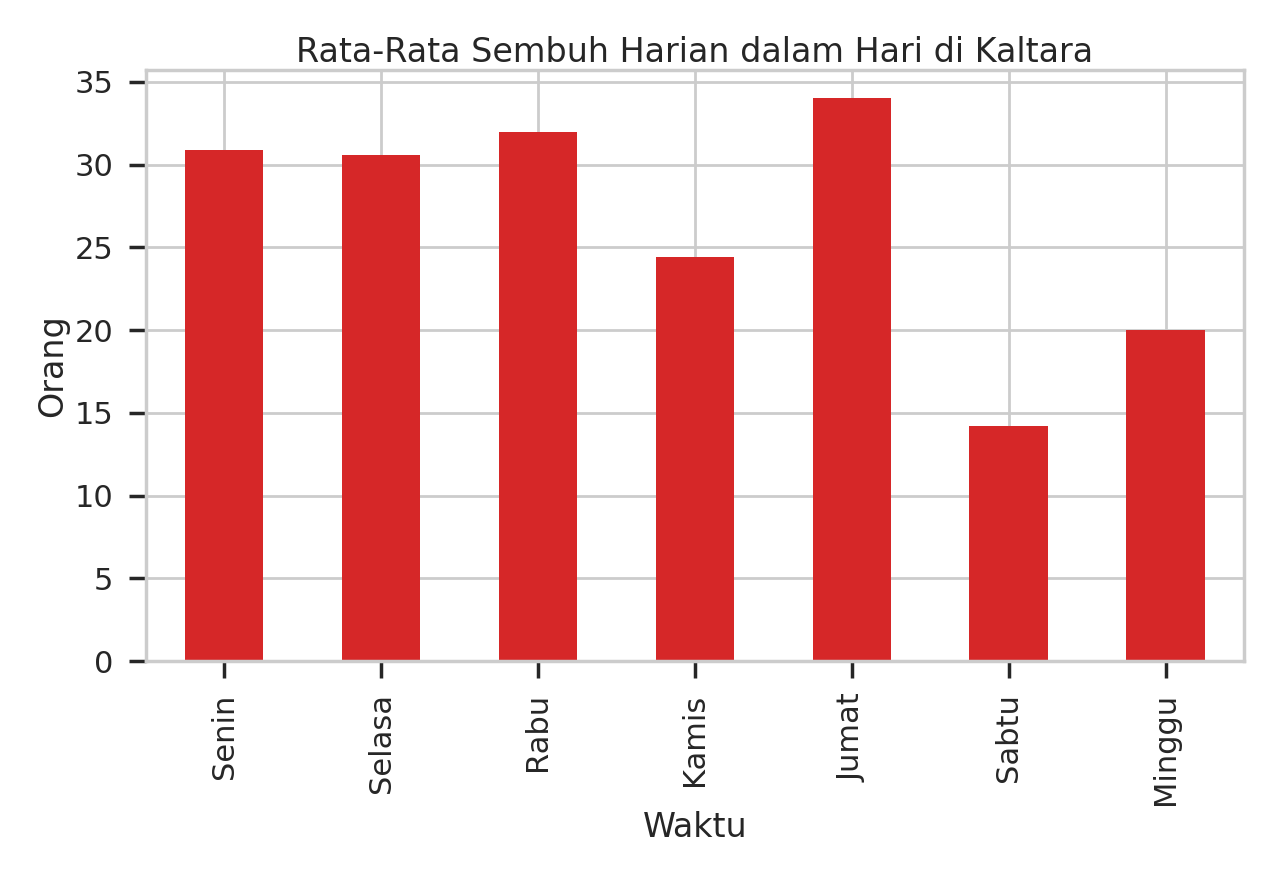 Rata-Rata Sembuh Harian dalam Hari di Kaltara
Orang
35
30
25
20
15
10
5
0
Senin
Selasa
Rabu
Kamis
Jumat
Sabtu
Minggu
Waktu